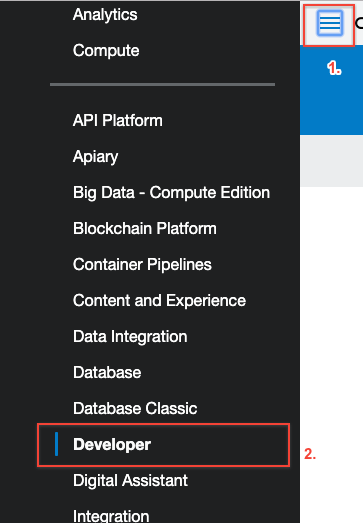 Analytics
Compute
1.
API Platform
Apiary
Big Data - Compute Edition
Blockchain Platform
Container Pipelines
Content and Experience
Data Integration
Database
Database Classic
Developer
2.
Digital Assistant
Integration